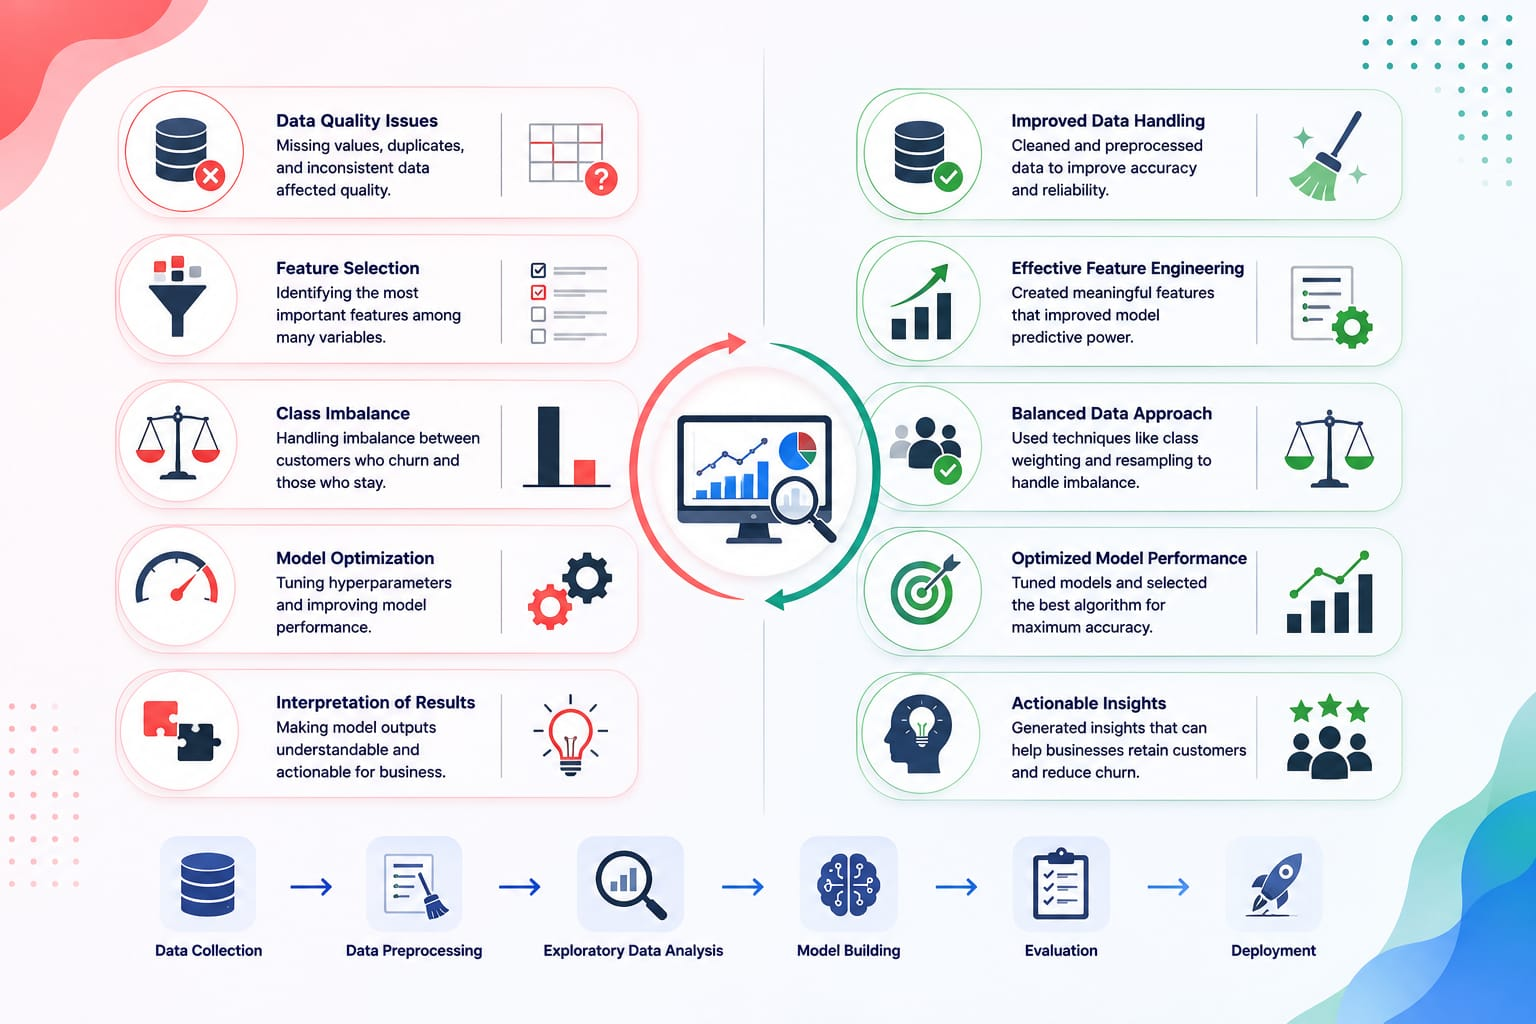 Data Quality Issues
Missing values, duplicates,
and inconsistent data
affected quality.
?
Feature Selection
Identifying the most
important features among
many variables.
Class Imbalance
Handling imbalance between
customers who churn and
those who stay.
Model Optimization
Tuning hyperparameters
and improving model
performance.
Interpretation of Results
Making model outputs
understandable and
actionable for business.
Improved Data Handling
Cleaned and preprocessed
data to improve accuracy
and reliability.
Effective Feature Engineering
Created meaningful features
that improved model
predictive power.
Balanced Data Approach
Used techniques like class
weighting and resampling to
handle imbalance.
Optimized Model Performance
Tuned models and selected
the best algorithm for
maximum accuracy.
Actionable Insights
Generated insights that can
help businesses retain customers
and reduce churn.
Data Collection
Data Preprocessing
Exploratory Data Analysis
Model Building
Evaluation
Deployment